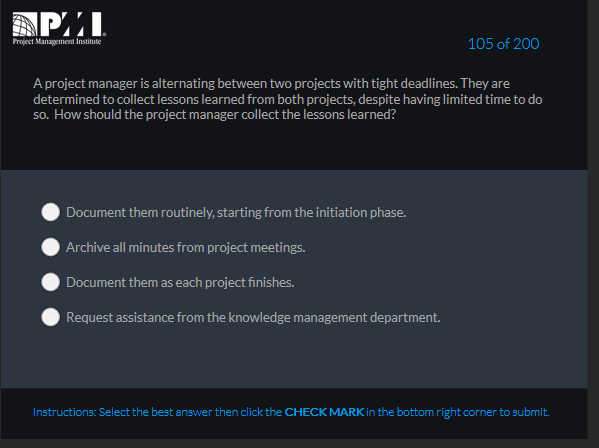 PMI
Project Management Institute
105 of 200
A project manager is alternating between two projects with tight deadlines. They are
determined to collect lessons learned from both projects, despite having limited time to do
so. How should the project manager collect the lessons learned?
Document them routinely, starting from the initiation phase.
Archive all minutes from project meetings.
Document them as each project finishes.
Request assistance from the knowledge management department.
Instructions: Select the best answer then click the CHECK MARK in the bottom right corner to submit.